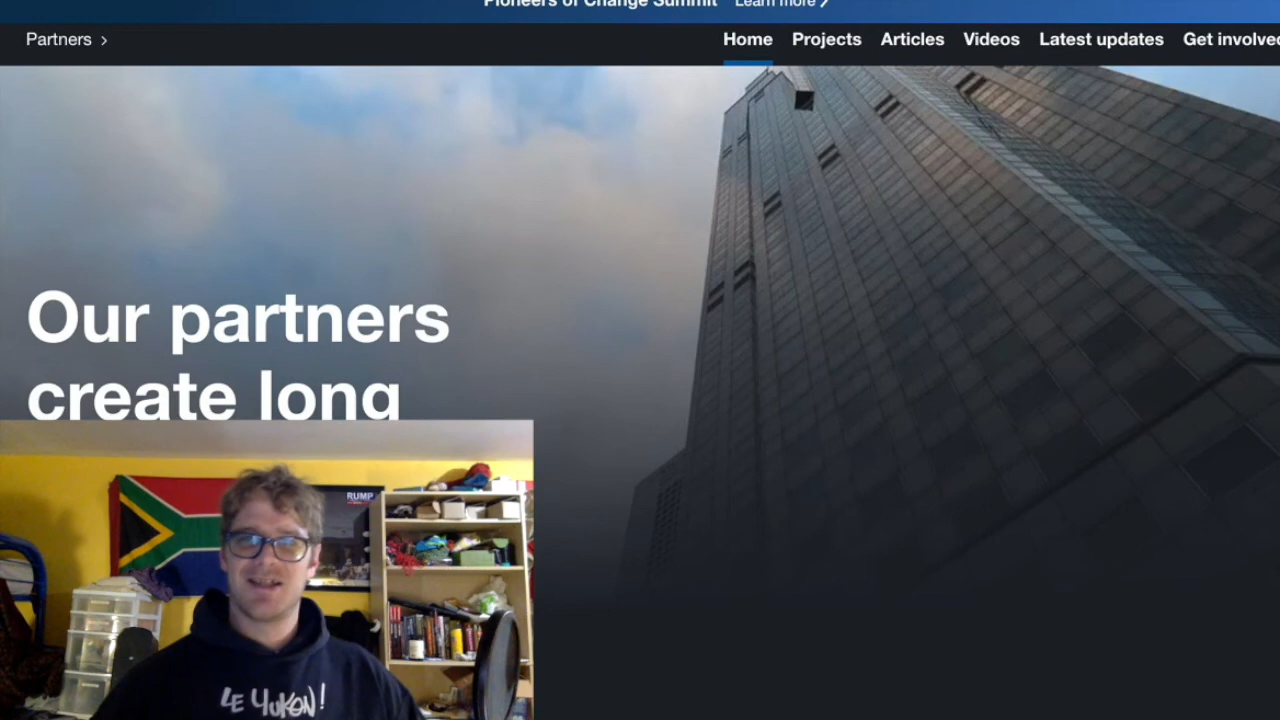 Pioneers of Change Summit Learn more
Partners
Home Projects Articles Videos Latest updates Get involved
Our partners
create long
RUMP
LE YUKON!